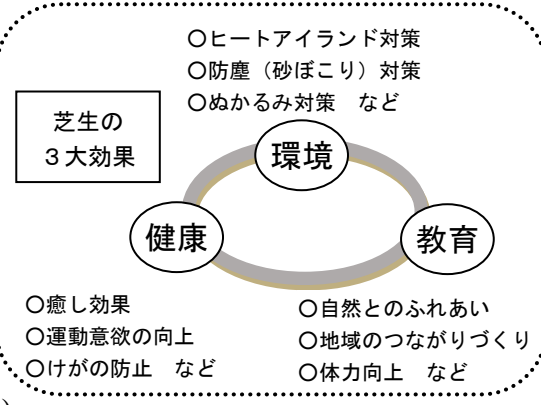 ○ヒートアイランド対策
○防塵（砂ぼこり）対策
○ぬかるみ対策　など
芝生の
３大効果
環境
健康
教育
○癒し効果
○運動意欲の向上
○けがの防止　など
○自然とのふれあい
○地域のつながりづくり
○体力向上　など
）